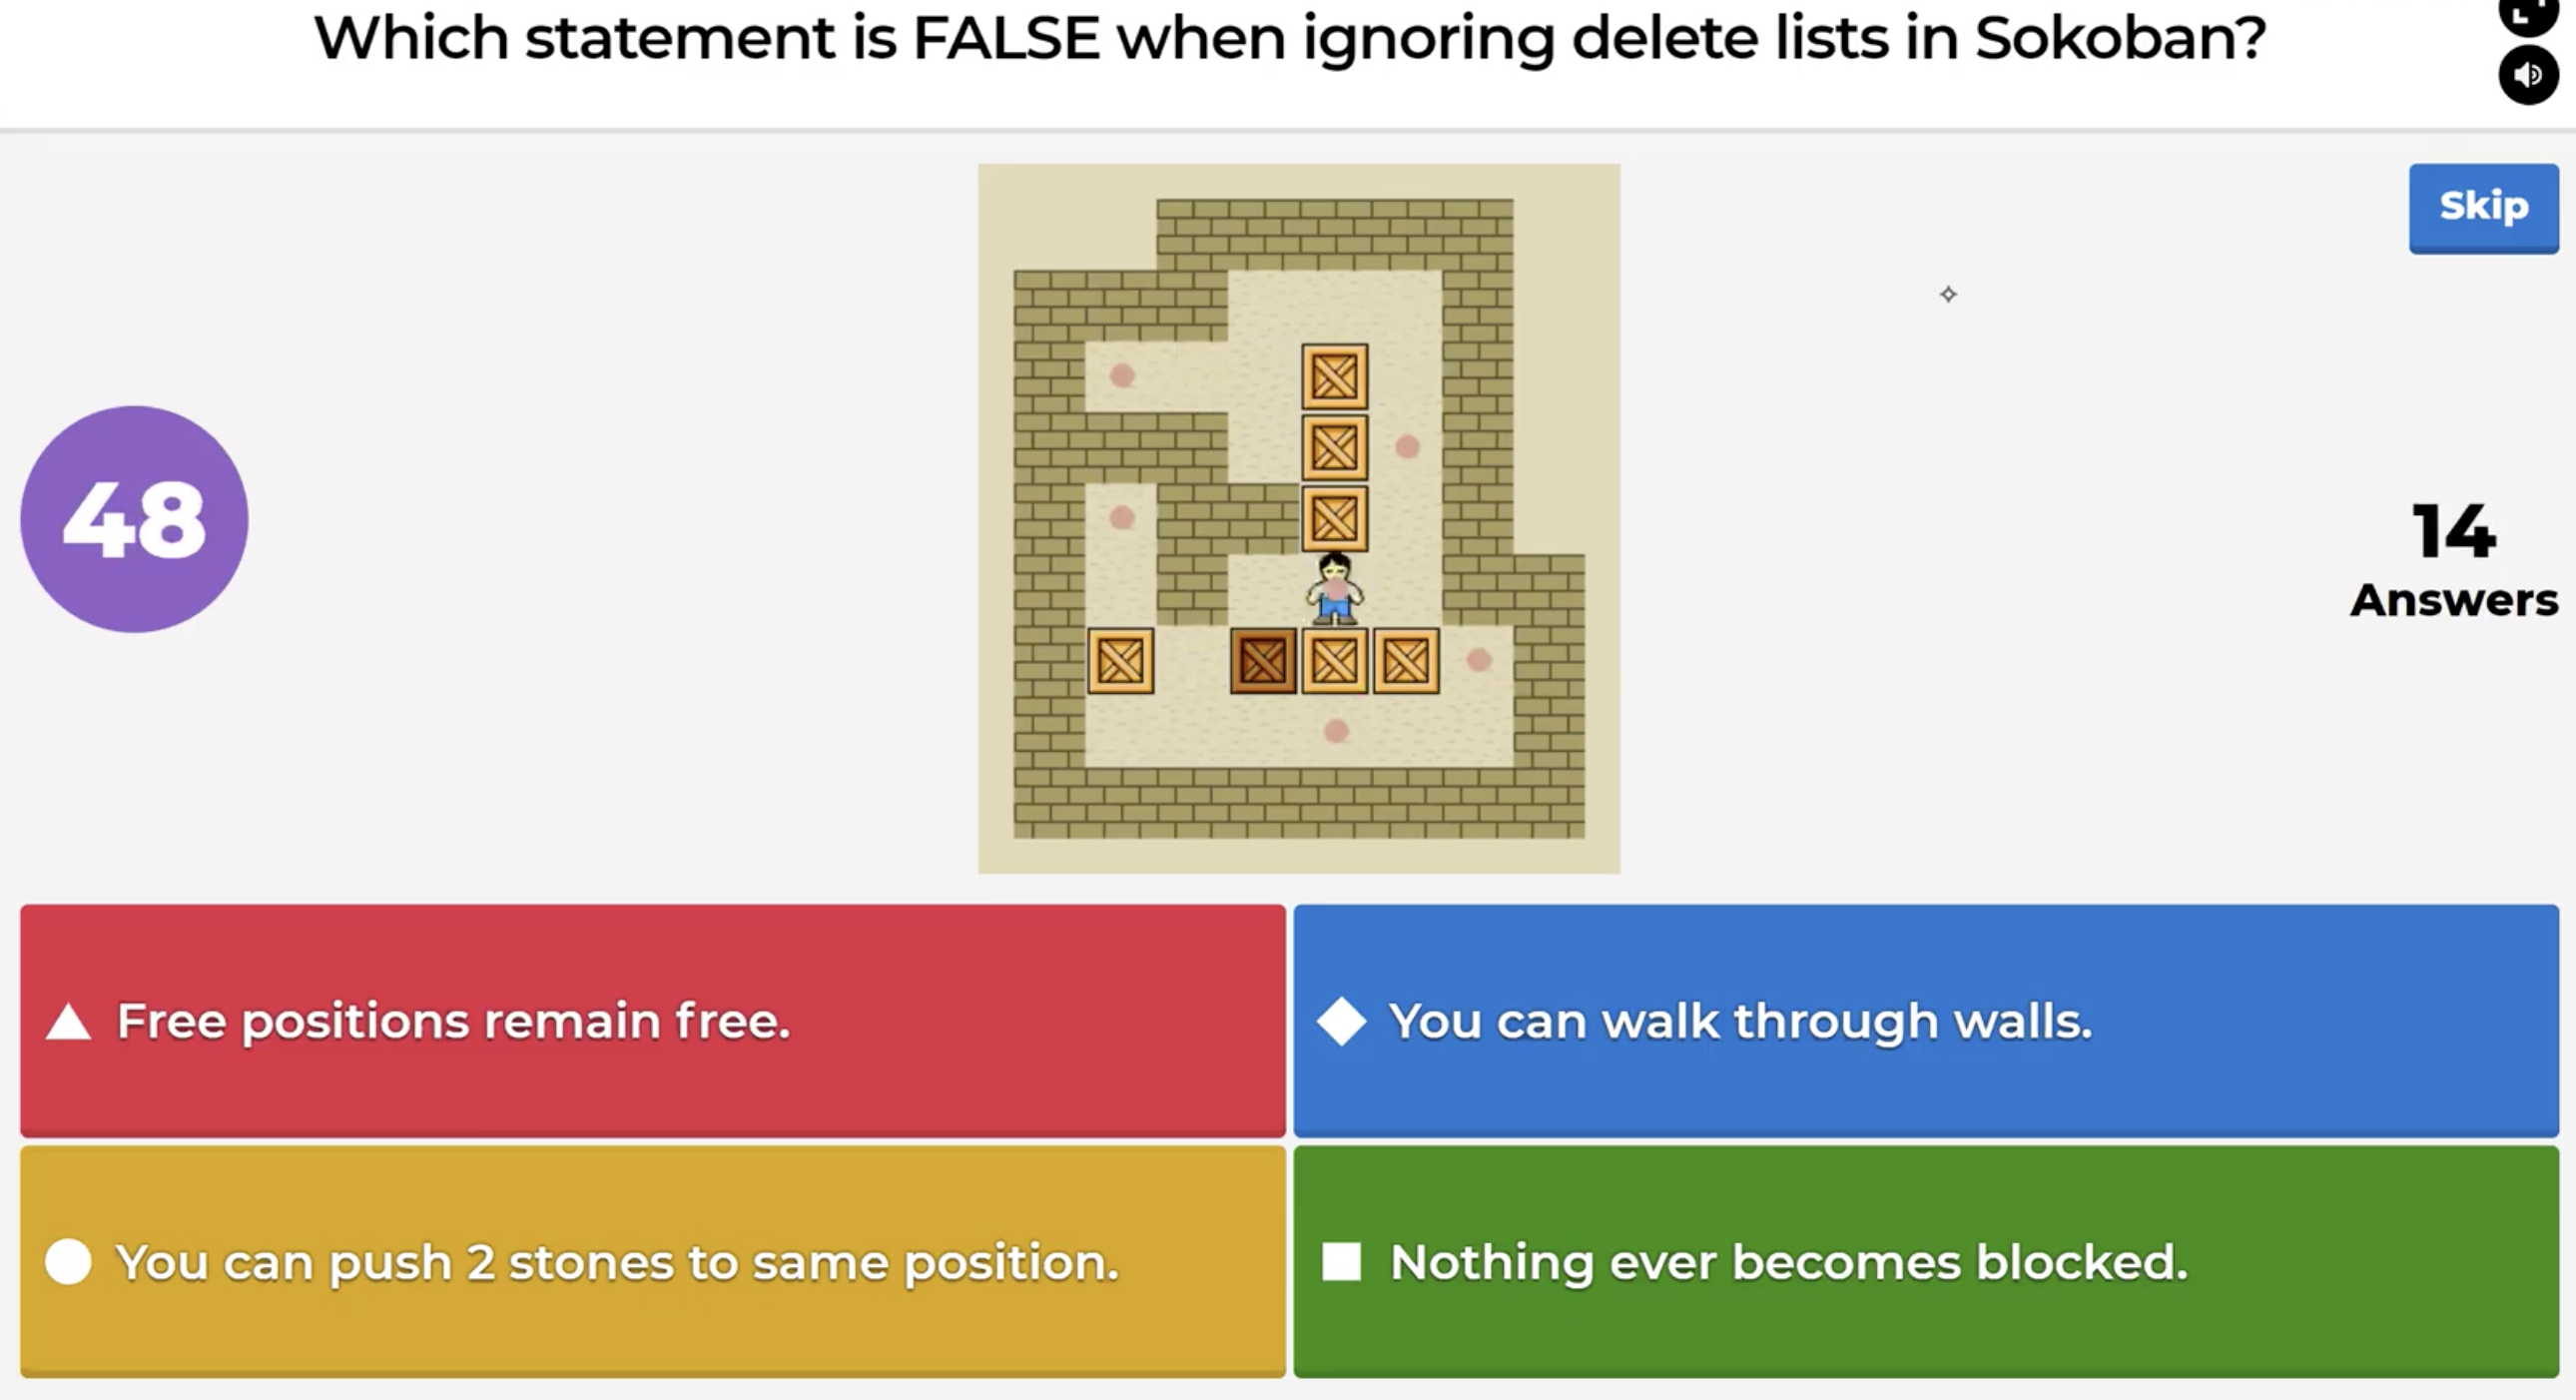 Which statement is FALSE when ignoring delete lists in Sokoban?
Skip
48
14
Answers
Free positions remain free.
You can walk through walls.
You can push 2 stones to same position.
Nothing ever becomes blocked.